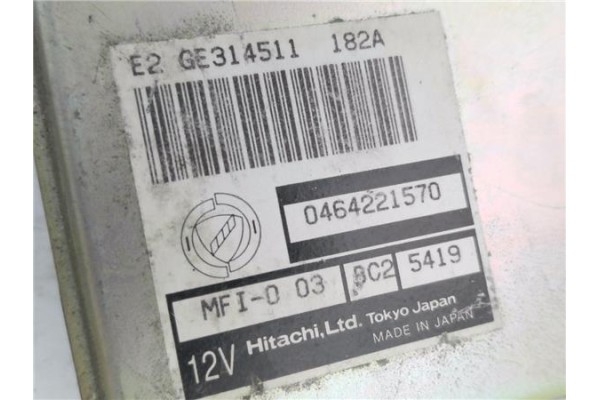 E2 GE314511 182A
0464221570
MFI-0 03 8C2 5419
12V Hitachi, Ltd. Tokyo Japan
MADE IN JAPAN